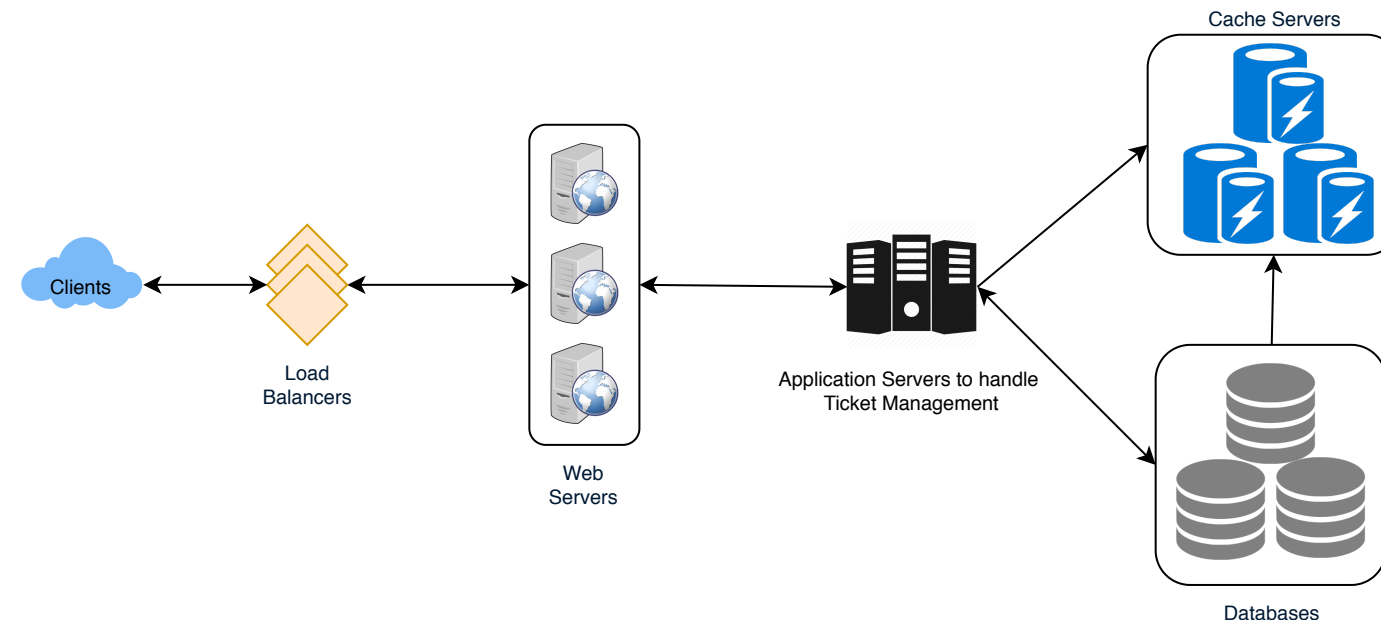 Cache Servers
Clients
Load
Balancers
Web
Servers
Application Servers to handle
Ticket Management
Databases